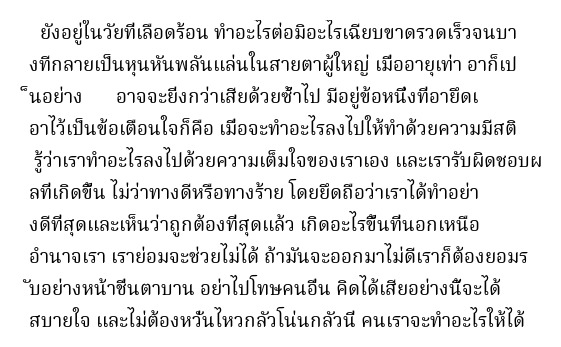 ยังอยู่ในวัยที่เลือดร้อน ทำอะไรต่อมิอะไรเฉียบขาดรวดเร็วจนบา
งทีกลายเป็นหุนหันพลันแล่นในสายตาผู้ใหญ่ เมื่ออายุเท่า อาก็เป
็นอย่าง อาจจะยิ่งกว่าเสียด้วยซ้ำไป มีอยู่ข้อหนึ่งที่อายึดเ
อาไว้เป็นข้อเตือนใจก็คือ เมื่อจะทำอะไรลงไปให้ทำด้วยความมีสติ
รู้ว่าเราทำอะไรลงไปด้วยความเต็มใจของเราเอง และเรารับผิดชอบผ
ลที่เกิดขึ้น ไม่ว่าทางดีหรือทางร้าย โดยยึดถือว่าเราได้ทำอย่า
งดีที่สุดและเห็นว่าถูกต้องที่สุดแล้ว เกิดอะไรขึ้นที่นอกเหนือ
อำนาจเรา เราย่อมจะช่วยไม่ได้ ถ้ามันจะออกมาไม่ดีเราก็ต้องยอมร
ับอย่างหน้าชื่นตาบาน อย่าไปโทษคนอื่น คิดได้เสียอย่างนี้จะได้
สบายใจ และไม่ต้องหวั่นไหวกลัวโน่นกลัวนี่ คนเราจะทำอะไรให้ได้